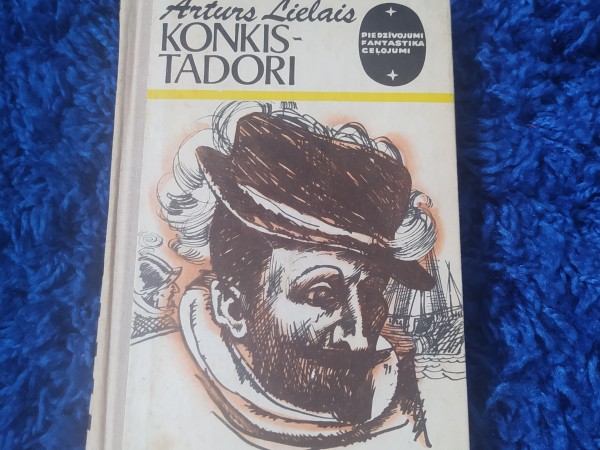 Arturs Lielais
KONKIS-
TADORI
PIEDZĪVOJUMI
FANTASTIKA
CEĻOJUMI